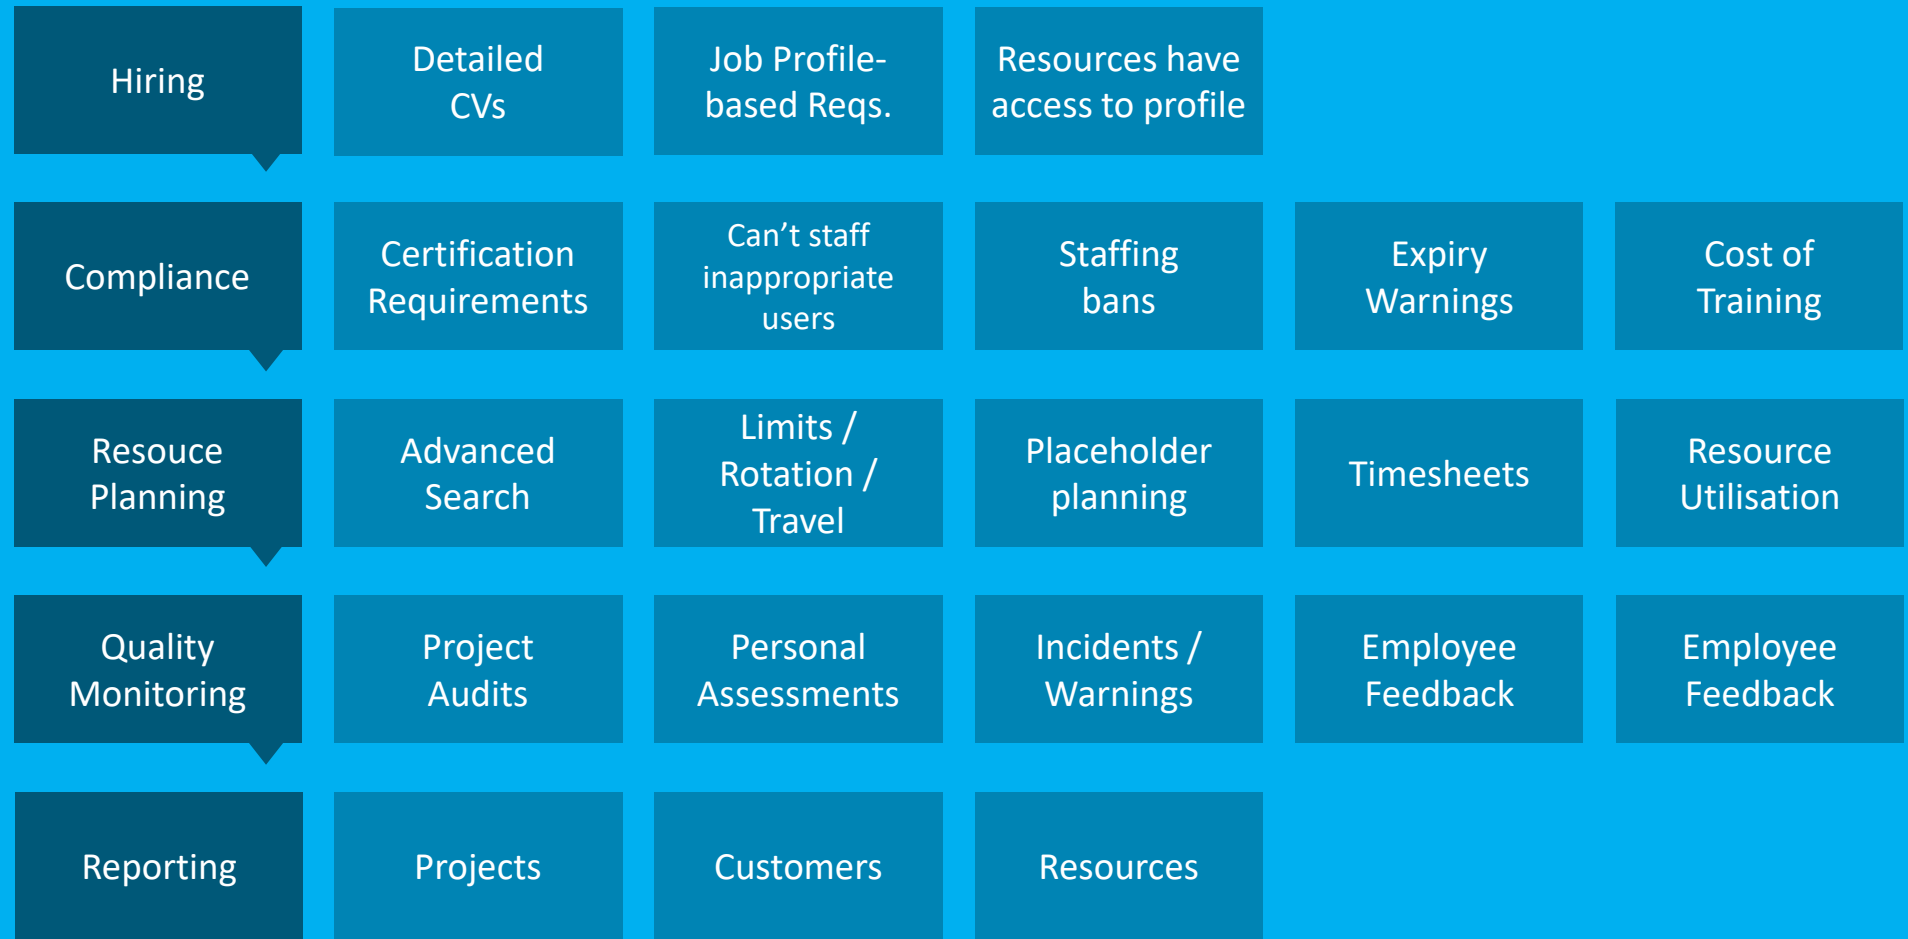 Hiring
Detailed
CVs
Job Profile-
based Reqs.
Resources have
access to profile
Compliance
Certification
Requirements
Can’t staff
inappropriate
users
Staffing
bans
Expiry
Warnings
Cost of
Training
Resouce
Planning
Advanced
Search
Limits /
Rotation /
Travel
Placeholder
planning
Timesheets
Resource
Utilisation
Quality
Monitoring
Project
Audits
Personal
Assessments
Incidents /
Warnings
Employee
Feedback
Employee
Feedback
Reporting
Projects
Customers
Resources